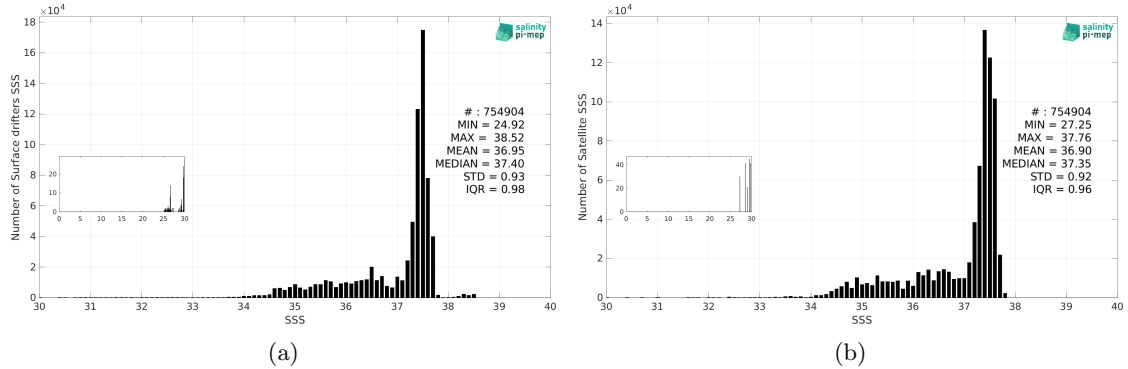 ×10⁴
18
16
14
12
10
8
6
4
2
0
Number of Surface drifters SSS
salinity
pi-mep
# : 754904
MIN = 24.92
MAX = 38.52
MEAN = 36.95
MEDIAN = 37.40
STD = 0.93
IQR = 0.98
20
10
0
0 5 10 15 20 25 30
30 31 32 33 34 35 36 37 38 39 40
SSS
(a)
×10⁴
14
12
10
8
6
4
2
0
Number of Satellite SSS
salinity
pi-mep
# : 754904
MIN = 27.25
MAX = 37.76
MEAN = 36.90
MEDIAN = 37.35
STD = 0.92
IQR = 0.96
40
20
0
0 5 10 15 20 25 30
30 31 32 33 34 35 36 37 38 39 40
SSS
(b)